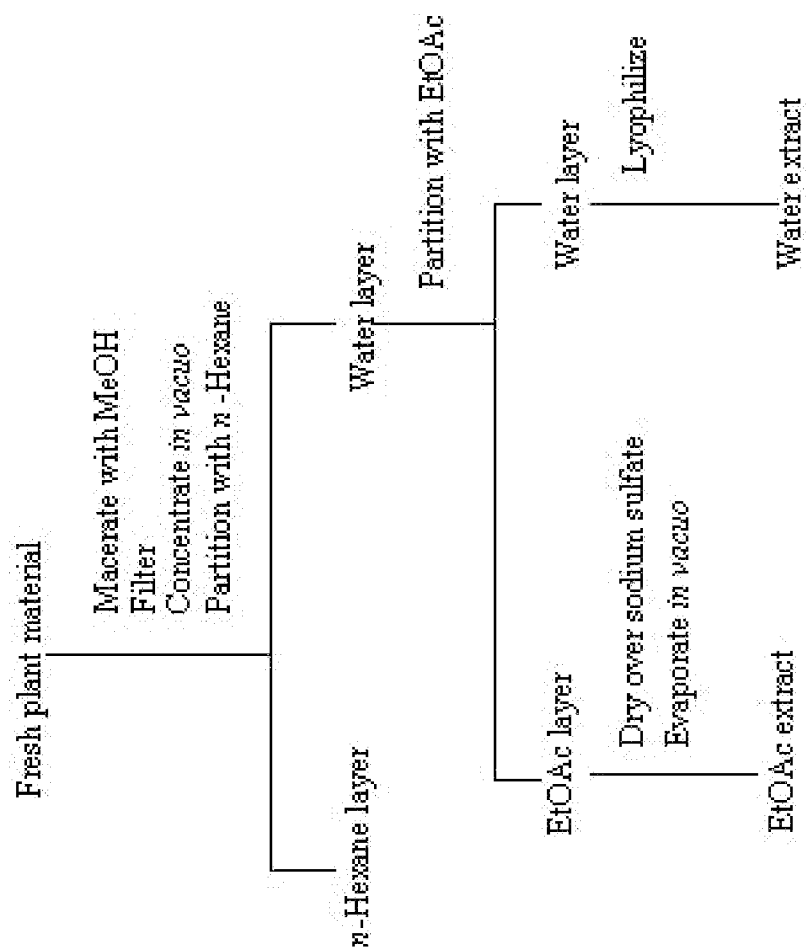 Fresh plant material
Macerate with MeOH
Filter
Concentrate in vacuo
Partition with n -Hexane
n-Hexane layer
Water layer
Partition with EtOAc
EtOAc layer
Water layer
Dry over sodium sulfate
Evaporate in vacuo
Lyophilize
EtOAc extract
Water extract